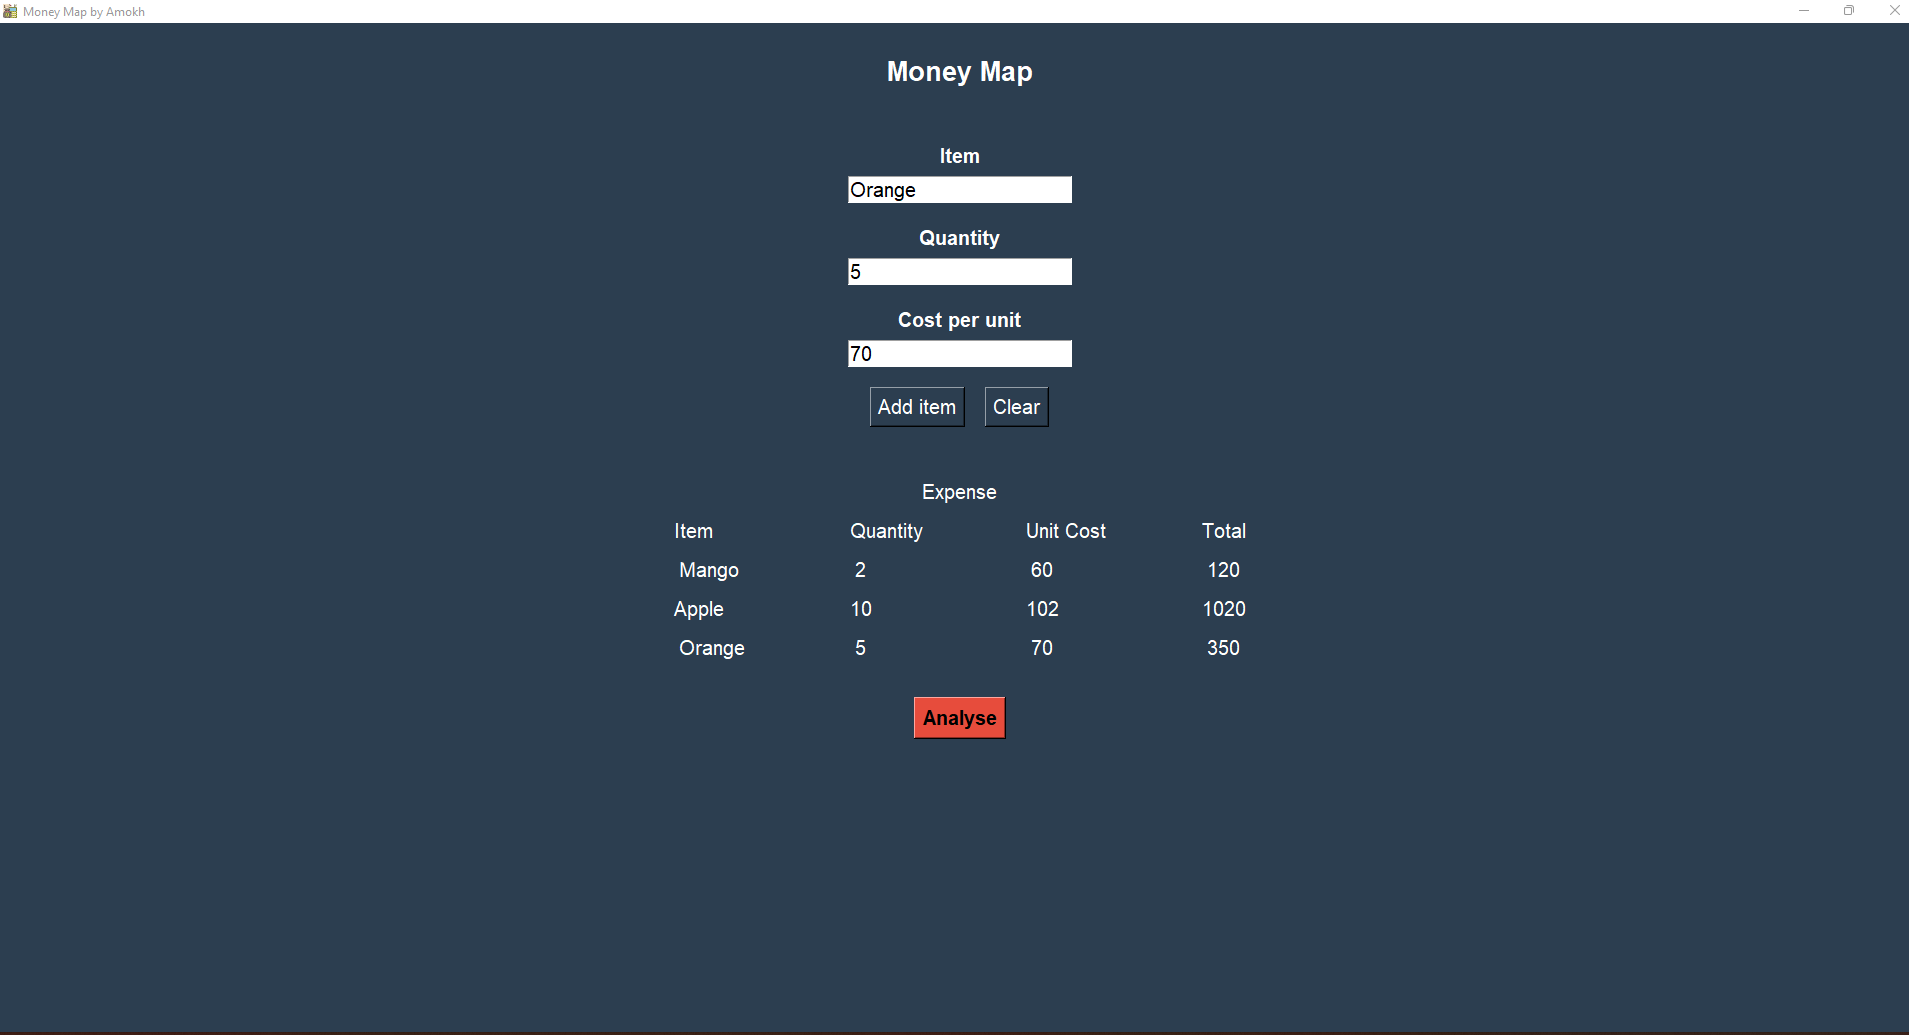 Money Map by Amokh
Money Map
Item
Orange
Quantity
5
Cost per unit
70
Add item Clear
Expense
Item Quantity Unit Cost Total
Mango 2 60 120
Apple 10 102 1020
Orange 5 70 350
Analyse